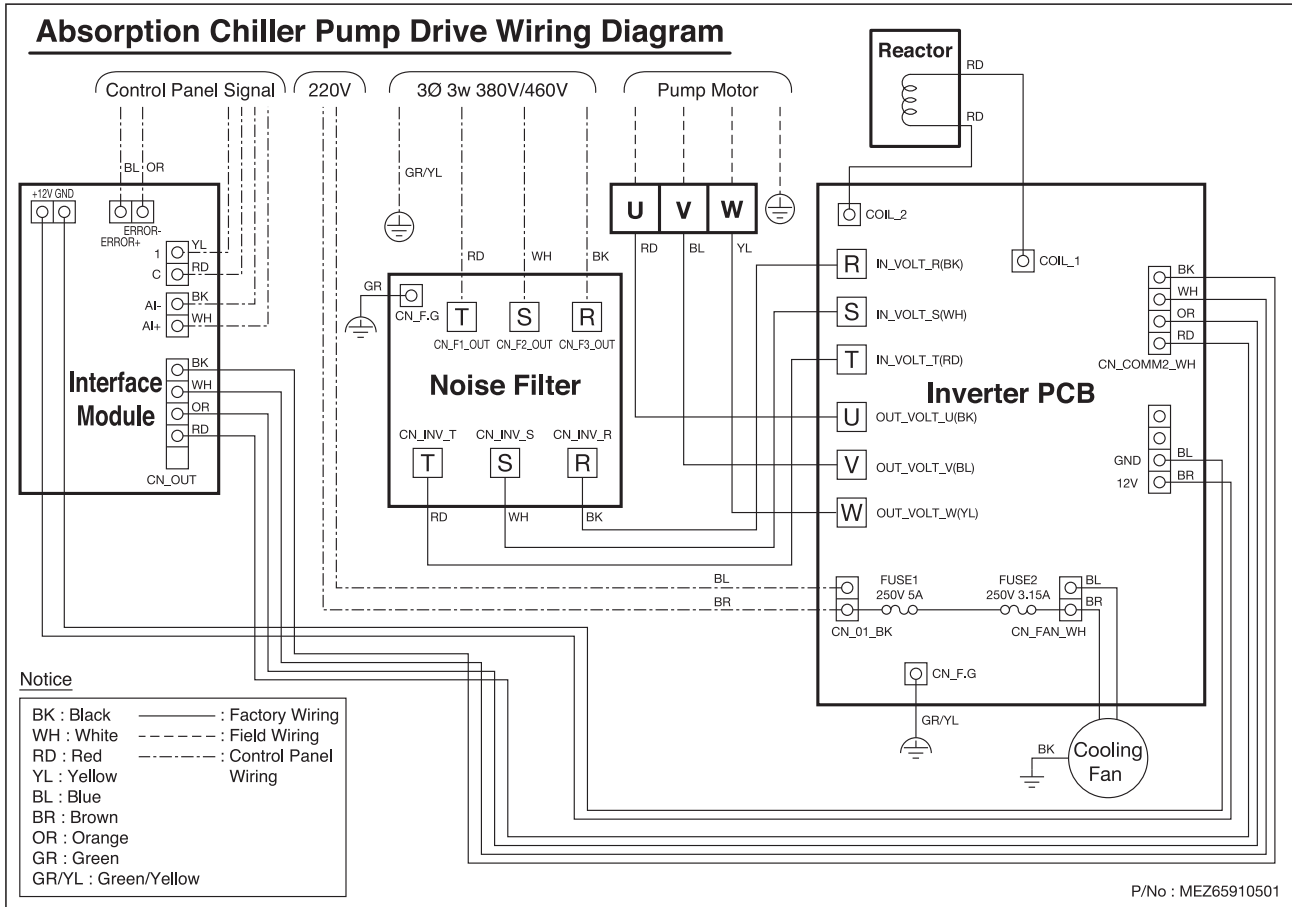 Absorption Chiller Pump Drive Wiring Diagram
Control Panel Signal
220V
3Ø 3w 380V/460V
Pump Motor
Reactor
RD
RD
BL
OR
GR/YL
+12V GND
ERROR-
ERROR+
1
YL
C
RD
AI-
BK
AI+
WH
BK
WH
OR
RD
Interface
Module
CN_OUT
RD
WH
BK
GR
CN_F.G
T
S
R
CN_F1_OUT
CN_F2_OUT
CN_F3_OUT
Noise Filter
CN_INV_T
CN_INV_S
CN_INV_R
T
S
R
RD
WH
BK
U
V
W
RD
BL
YL
COIL_2
COIL_1
R
IN_VOLT_R(BK)
S
IN_VOLT_S(WH)
T
IN_VOLT_T(RD)
U
OUT_VOLT_U(BK)
V
OUT_VOLT_V(BL)
W
OUT_VOLT_W(YL)
Inverter PCB
BK
WH
OR
RD
CN_COMM2_WH
GND
BL
12V
BR
BL
BR
CN_01_BK
FUSE1
250V 5A
FUSE2
250V 3.15A
BL
BR
CN_FAN_WH
CN_F.G
GR/YL
BK
Cooling
Fan
Notice
BK : Black
WH : White
RD : Red
YL : Yellow
BL : Blue
BR : Brown
OR : Orange
GR : Green
GR/YL : Green/Yellow
: Factory Wiring
: Field Wiring
: Control Panel
Wiring
P/No : MEZ65910501